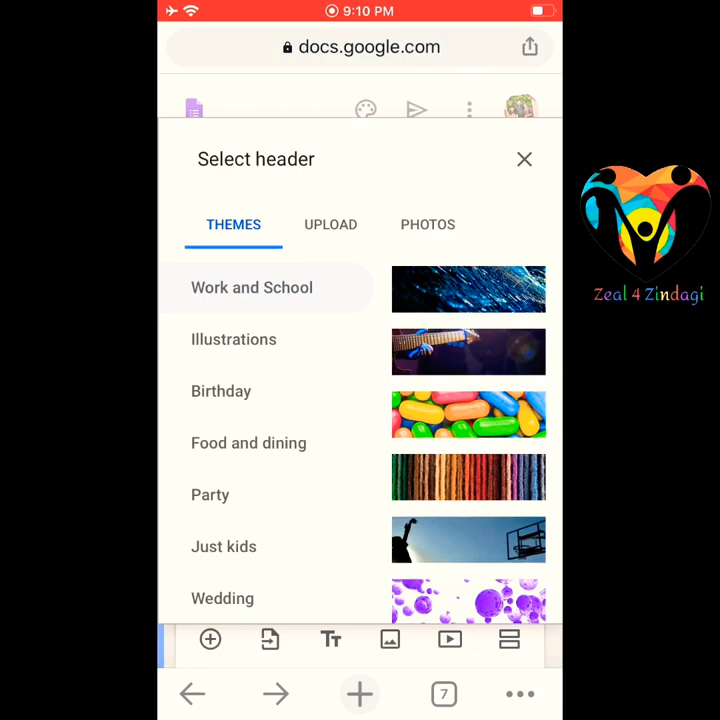 9:10 PM
docs.google.com
Select header
THEMES UPLOAD PHOTOS
Work and School
Illustrations
Birthday
Food and dining
Party
Just kids
Wedding
Tт
7
Zeal 4 Zindagi